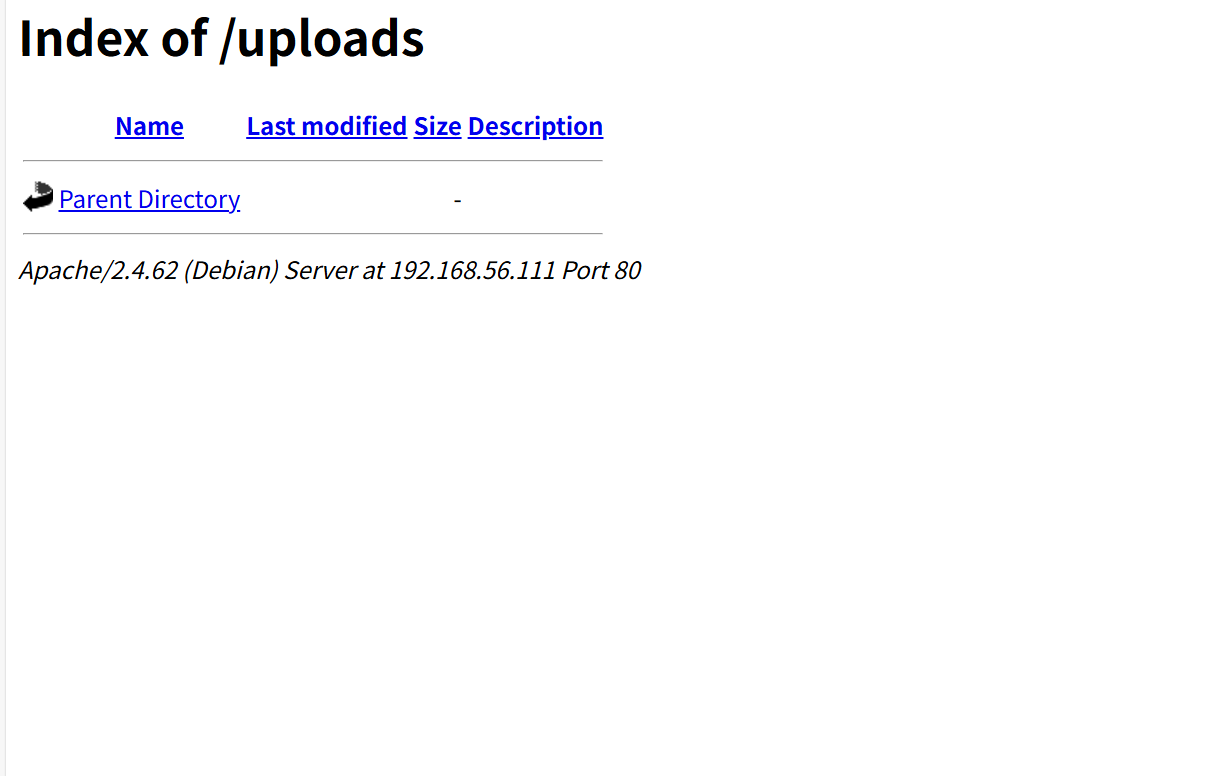 Index of /uploads
Name Last modified Size Description
Parent Directory -
Apache/2.4.62 (Debian) Server at 192.168.56.111 Port 80